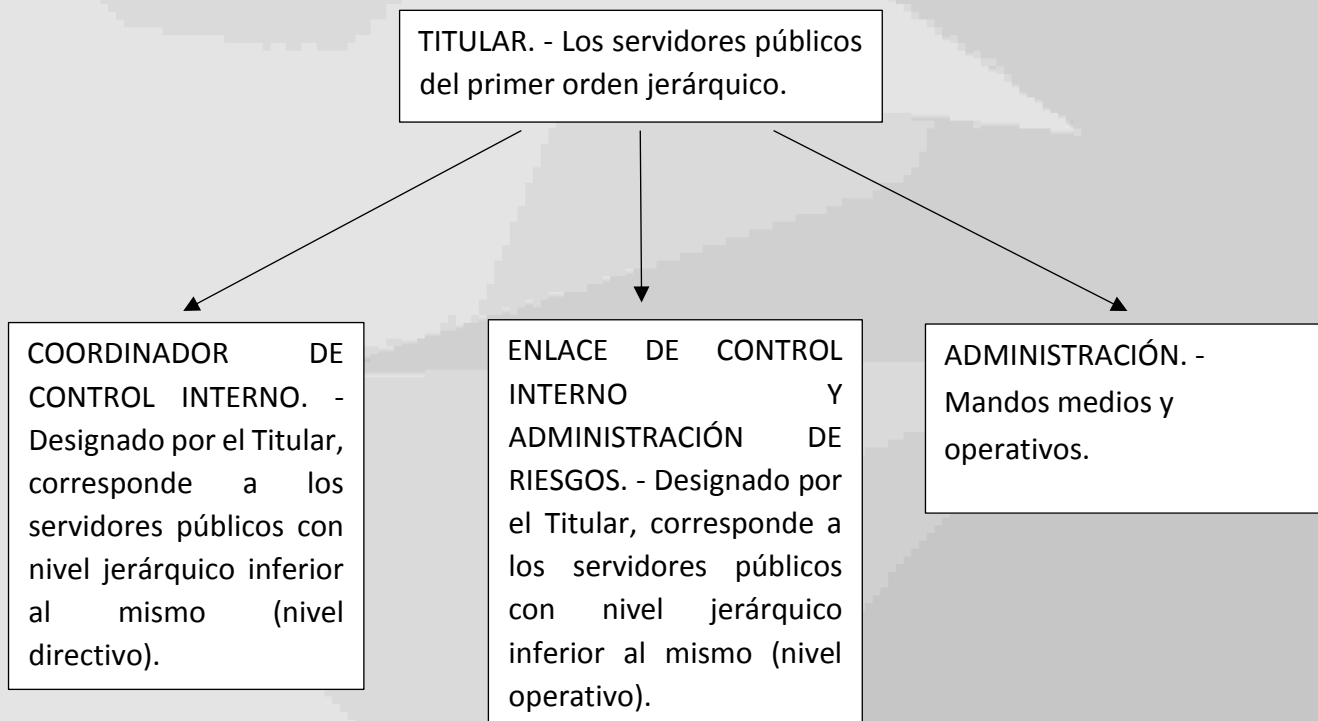 TITULAR. - Los servidores públicos
del primer orden jerárquico.
COORDINADOR DE
CONTROL INTERNO. -
Designado por el Titular,
corresponde a los
servidores públicos con
nivel jerárquico inferior
al mismo (nivel
directivo).
ENLACE DE CONTROL
INTERNO Y
ADMINISTRACIÓN DE
RIESGOS. - Designado por
el Titular, corresponde a
los servidores públicos
con nivel jerárquico
inferior al mismo (nivel
operativo).
ADMINISTRACIÓN. -
Mandos medios y
operativos.